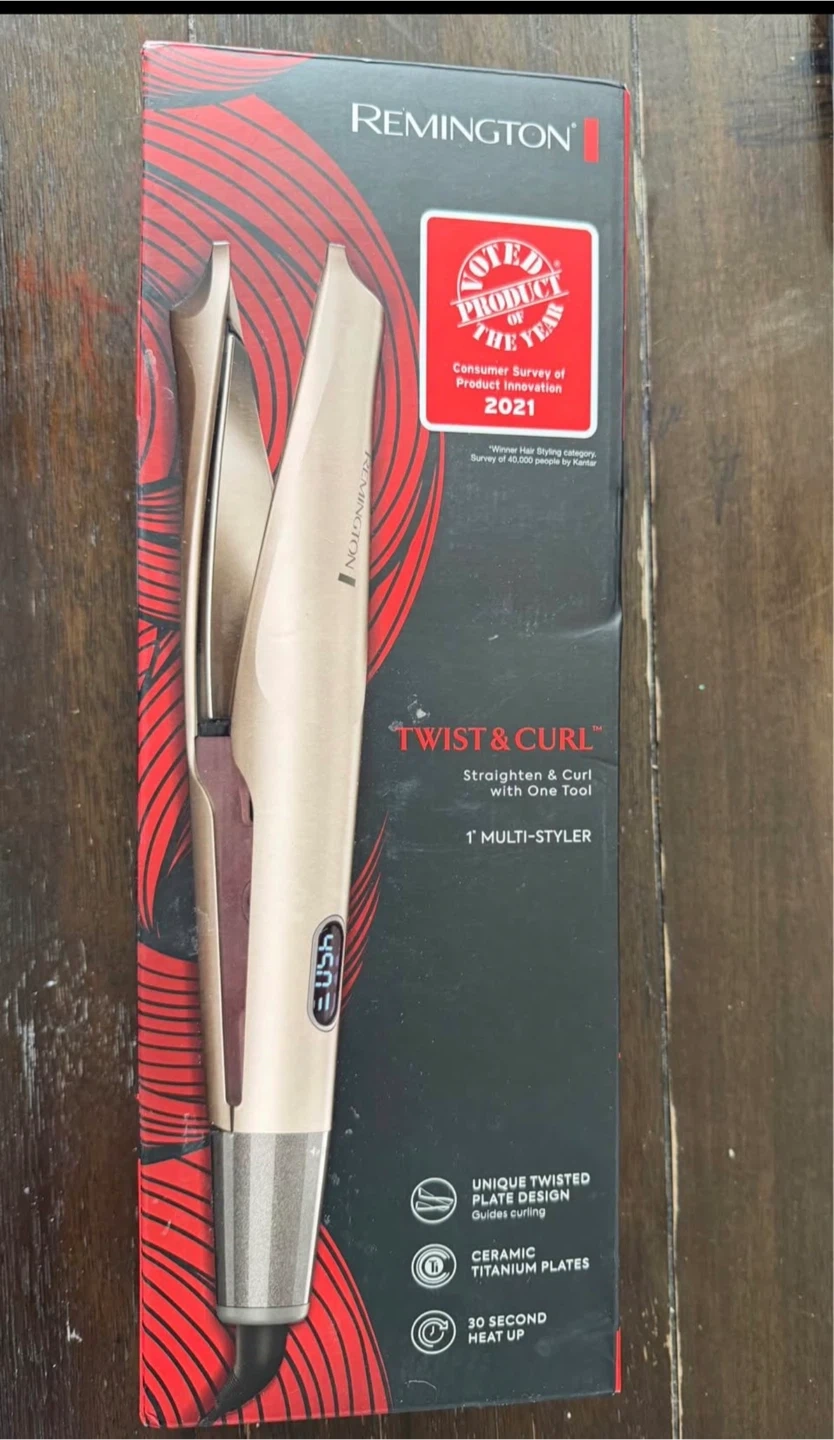 REMINGTON®
VOTED
PRODUCT
OF
THE YEAR
Consumer Survey of
Product Innovation
2021
*Winner Hair Styling category.
Survey of 40,000 people by Kantar
REMINGTON
TWIST & CURL™
Straighten & Curl
with One Tool
1" MULTI-STYLER
450F
UNIQUE TWISTED
PLATE DESIGN
Guides curling
Ti
CERAMIC
TITANIUM PLATES
30 SECOND
HEAT UP